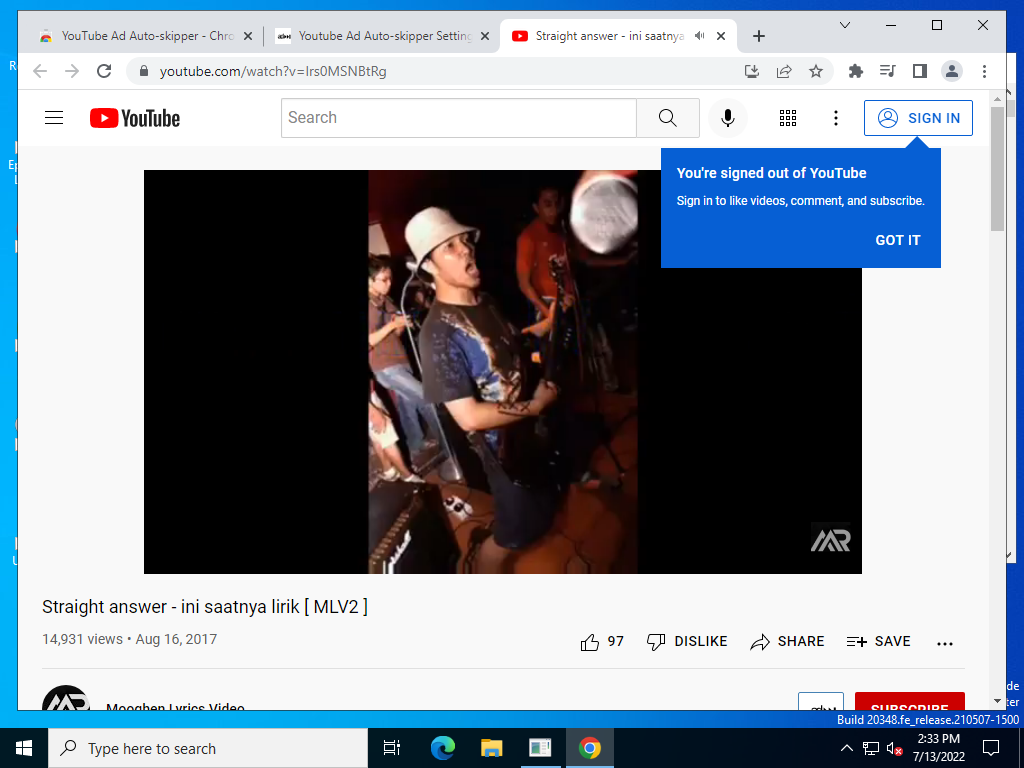 YouTube Ad Auto-skipper - Chro
Youtube Ad Auto-skipper Setting
Straight answer - ini saatnya
youtube.com/watch?v=Irs0MSNBtRg
YouTube
Search
SIGN IN
You're signed out of YouTube
Sign in to like videos, comment, and subscribe.
GOT IT
MR
Straight answer - ini saatnya lirik [ MLV2 ]
14,931 views • Aug 16, 2017
97
DISLIKE
SHARE
SAVE
Mooghen Lyrics Video
SUBSCRIBE
Build 20348.fe_release.210507-1500
Type here to search
2:33 PM
7/13/2022